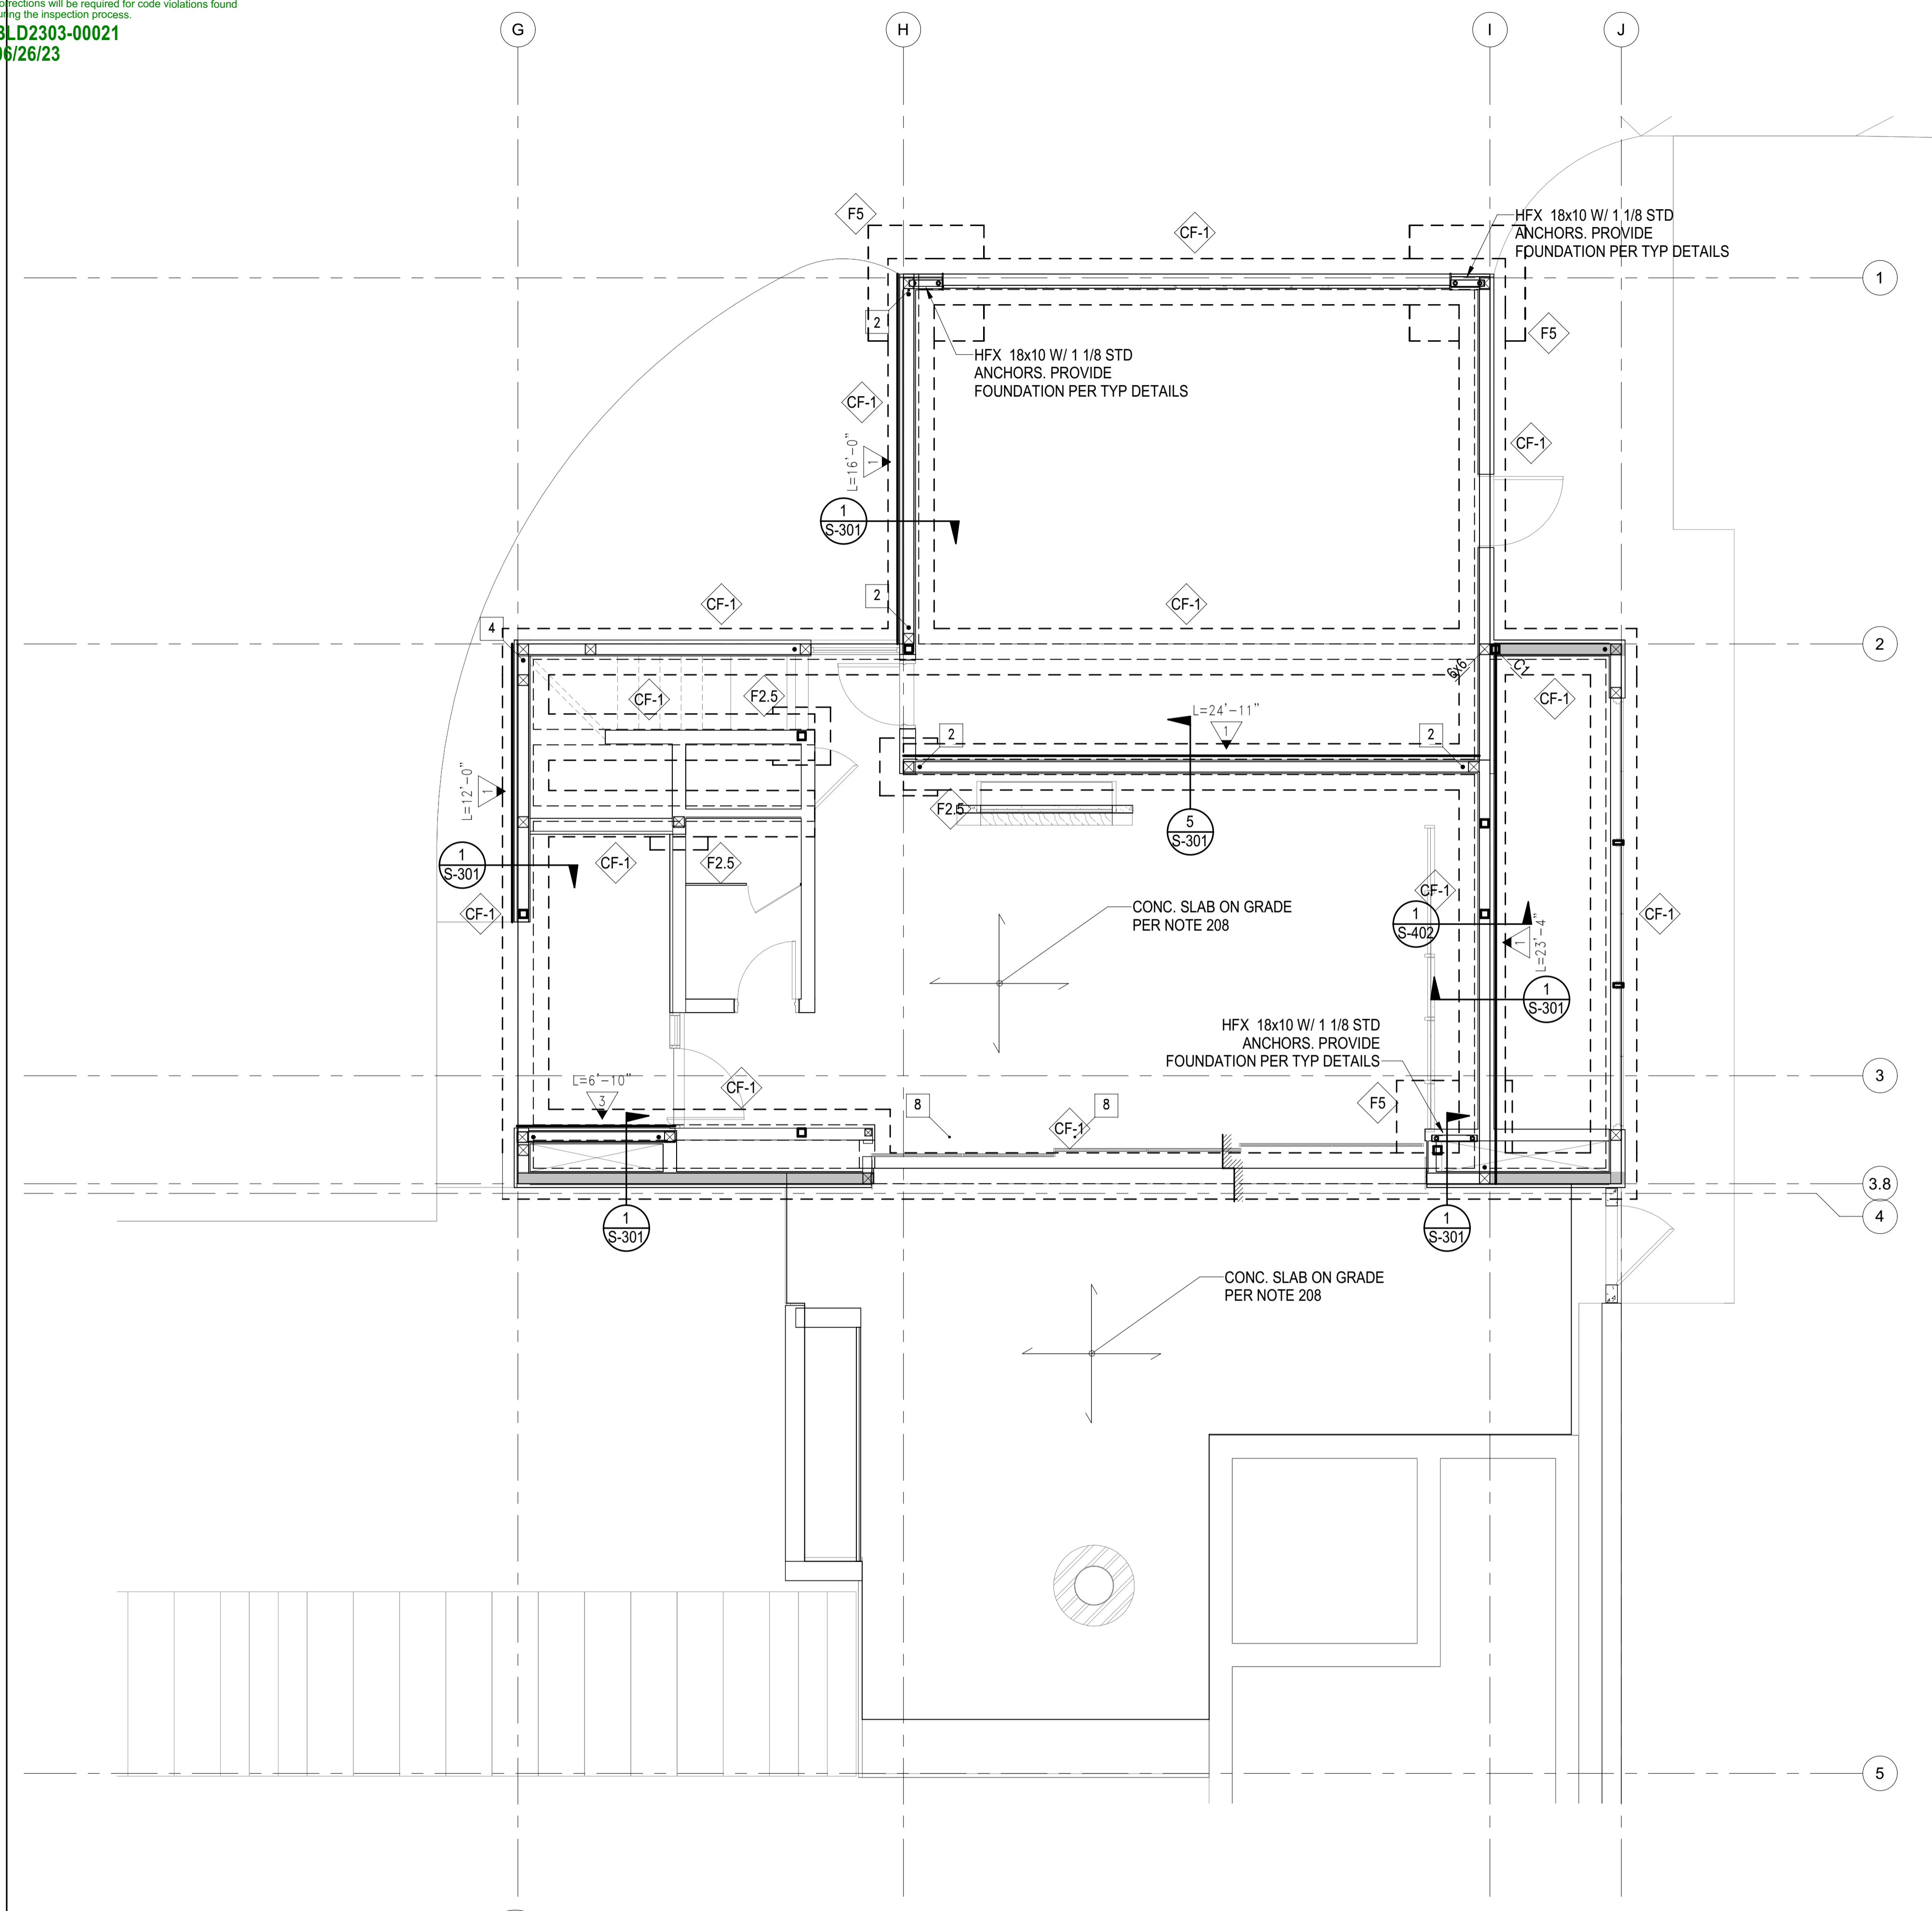 corrections will be required for code violations found
during the inspection process.
BLD2303-00021
06/26/23
G
H
I
J
F5
CF-1
HFX 18x10 W/ 1 1/8 STD
ANCHORS. PROVIDE
FOUNDATION PER TYP DETAILS
1
2
F5
HFX 18x10 W/ 1 1/8 STD
ANCHORS. PROVIDE
FOUNDATION PER TYP DETAILS
CF-1
CF-1
L=16'-0"
1
1
S-301
CF-1
2
CF-1
4
2
6x6
C1
CF-1
F2.5
CF-1
L=24'-11"
1
2
2
L=12'-0"
1
F2.5
5
S-301
1
S-301
CF-1
F2.5
CF-1
CF-1
CONC. SLAB ON GRADE
PER NOTE 208
1
S-402
1
L=23'-4"
CF-1
1
S-301
HFX 18x10 W/ 1 1/8 STD
ANCHORS. PROVIDE
FOUNDATION PER TYP DETAILS
3
L=6'-10"
3
CF-1
8
8
F5
CF-1
3.8
4
1
S-301
1
S-301
CONC. SLAB ON GRADE
PER NOTE 208
5